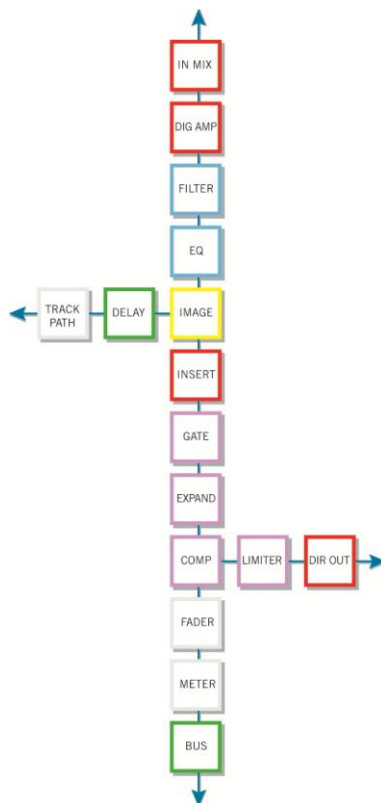 IN MIX
DIG AMP
FILTER
EQ
TRACK
PATH
DELAY
IMAGE
INSERT
GATE
EXPAND
COMP
LIMITER
DIR OUT
FADER
METER
BUS